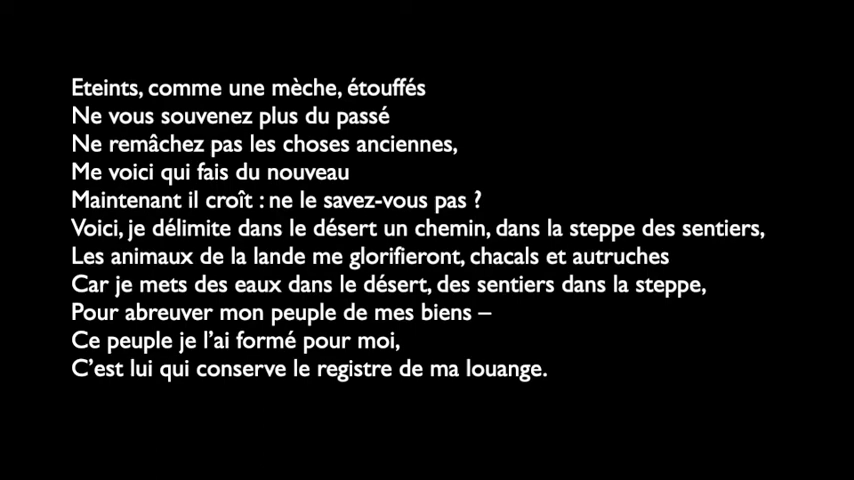 Eteints, comme une mèche, étouffés
Ne vous souvenez plus du passé
Ne remâchez pas les choses anciennes,
Me voici qui fais du nouveau
Maintenant il croît : ne le savez-vous pas ?
Voici, je délimite dans le désert un chemin, dans la steppe des sentiers,
Les animaux de la lande me glorifieront, chacals et autruches
Car je mets des eaux dans le désert, des sentiers dans la steppe,
Pour abreuver mon peuple de mes biens –
Ce peuple je l’ai formé pour moi,
C’est lui qui conserve le registre de ma louange.